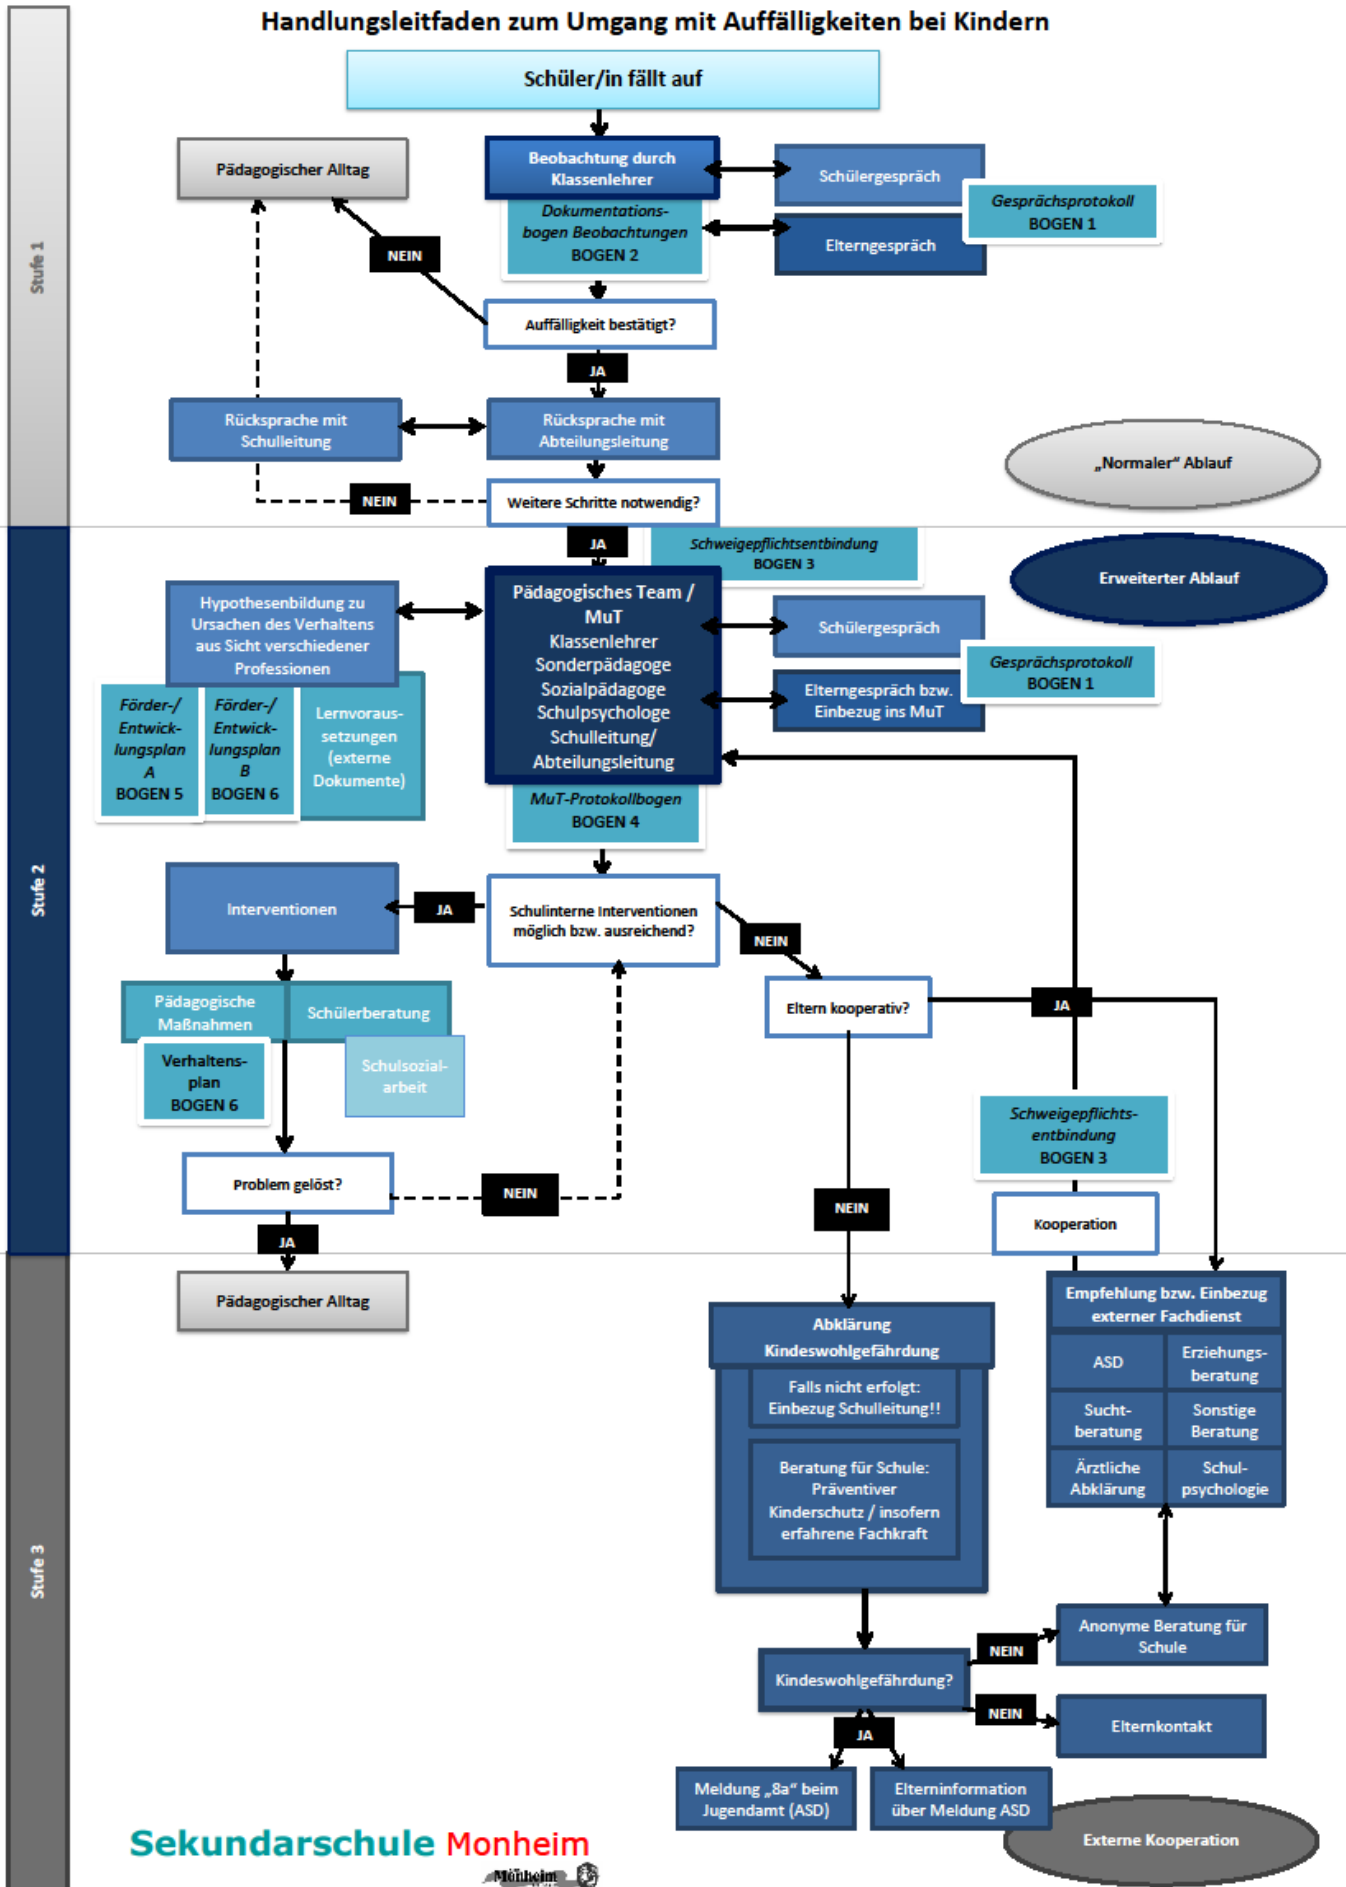 Handlungsleitfaden zum Umgang mit Auffälligkeiten bei Kindern
Schüler/in fällt auf
Stufe 1
Pädagogischer Alltag
Beobachtung durch
Klassenlehrer
Schülergespräch
Gesprächsprotokoll
BOGEN 1
Dokumentations-
bogen Beobachtungen
BOGEN 2
Elterngespräch
NEIN
Auffälligkeit bestätigt?
JA
Rücksprache mit
Schulleitung
Rücksprache mit
Abteilungsleitung
„Normaler“ Ablauf
NEIN
Weitere Schritte notwendig?
Stufe 2
JA
Schweigepflichtsentbindung
BOGEN 3
Erweiterter Ablauf
Hypothesenbildung zu
Ursachen des Verhaltens
aus Sicht verschiedener
Professionen
Pädagogisches Team /
MuT
Klassenlehrer
Sonderpädagoge
Sozialpädagoge
Schulpsychologe
Schulleitung/
Abteilungsleitung
Schülergespräch
Gesprächsprotokoll
BOGEN 1
Elterngespräch bzw.
Einbezug ins MuT
Förder-/
Entwick-
lungsplan
A
BOGEN 5
Förder-/
Entwick-
lungsplan
B
BOGEN 6
Lernvoraus-
setzungen
(externe
Dokumente)
MuT-Protokollbogen
BOGEN 4
Interventionen
JA
Schulinterne Interventionen
möglich bzw. ausreichend?
NEIN
Eltern kooperativ?
JA
Pädagogische
Maßnahmen
Schülerberatung
Verhaltens-
plan
BOGEN 6
Schulsozial-
arbeit
Schweigepflichts-
entbindung
BOGEN 3
Problem gelöst?
NEIN
NEIN
Kooperation
JA
Stufe 3
Pädagogischer Alltag
Abklärung
Kindeswohlgefährdung
Falls nicht erfolgt:
Einbezug Schulleitung!!
Beratung für Schule:
Präventiver
Kinderschutz / insofern
erfahrene Fachkraft
Empfehlung bzw. Einbezug
externer Fachdienst
ASD
Erziehungs-
beratung
Sucht-
beratung
Sonstige
Beratung
Ärztliche
Abklärung
Schul-
psychologie
Kindeswohlgefährdung?
NEIN
Anonyme Beratung für
Schule
NEIN
Elternkontakt
JA
Meldung „8a“ beim
Jugendamt (ASD)
Elterninformation
über Meldung ASD
Externe Kooperation
Sekundarschule Monheim
Monheim